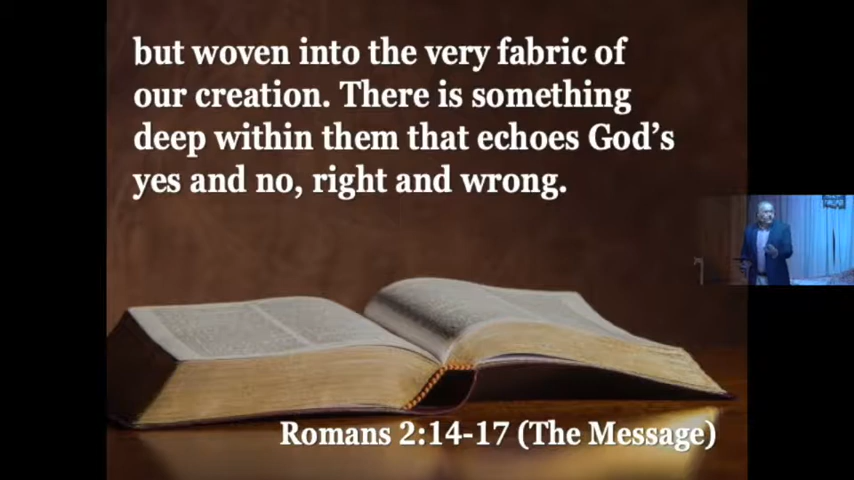 but woven into the very fabric of
our creation. There is something
deep within them that echoes God’s
yes and no, right and wrong.
Romans 2:14-17 (The Message)